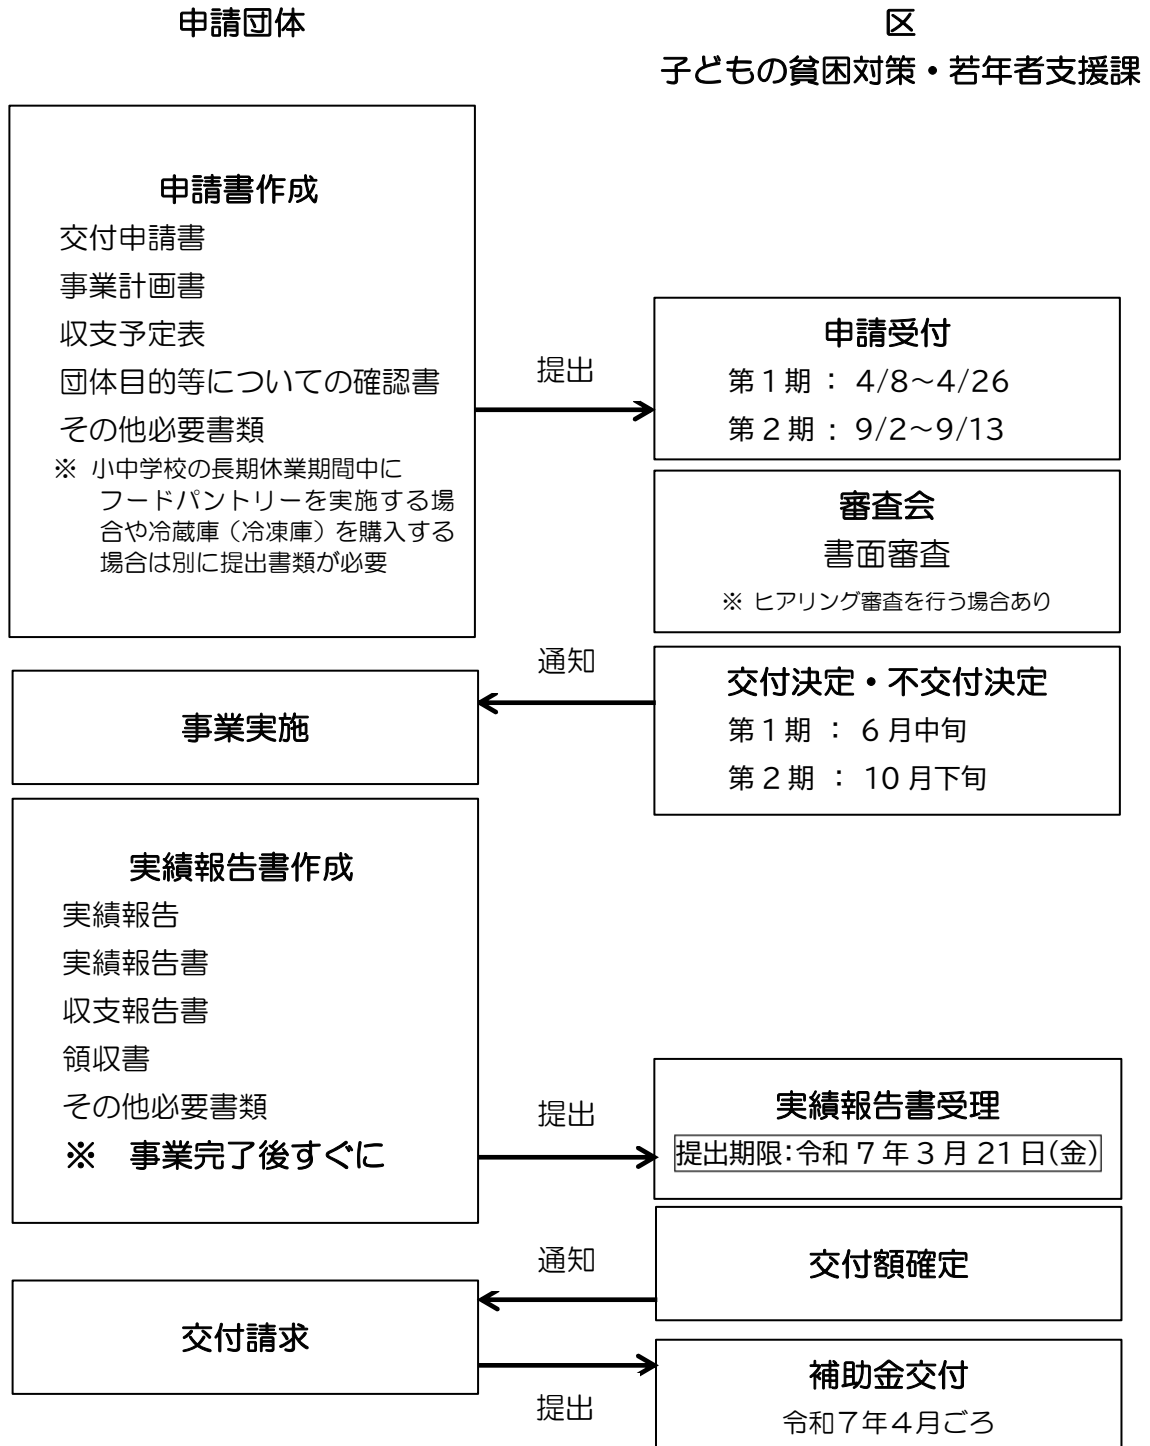 申請団体
区
子どもの貧困対策・若年者支援課
申請書作成
交付申請書
事業計画書
収支予定表
団体目的等についての確認書
その他必要書類
※ 小中学校の長期休業期間中に
フードパントリーを実施する場
合や冷蔵庫（冷凍庫）を購入する
場合は別に提出書類が必要
提出
申請受付
第１期 ： 4/8～4/26
第２期 ： 9/2～9/13
審査会
書面審査
※ ヒアリング審査を行う場合あり
通知
交付決定・不交付決定
第１期 ： ６月中旬
第２期 ： 10月下旬
事業実施
実績報告書作成
実績報告
実績報告書
収支報告書
領収書
その他必要書類
※ 事業完了後すぐに
提出
実績報告書受理
提出期限：令和７年３月21日（金）
通知
交付額確定
交付請求
提出
補助金交付
令和７年４月ごろ